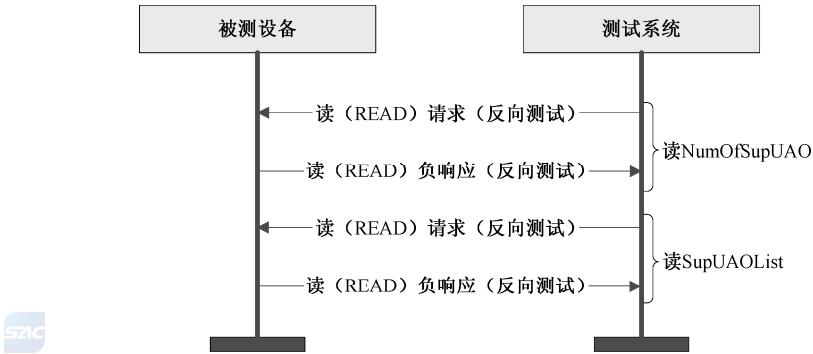 被测设备
测试系统
读（READ）请求（反向测试）
读（READ）负响应（反向测试）
读NumOfSupUAO
读（READ）请求（反向测试）
读（READ）负响应（反向测试）
读SupUAOList
SAC